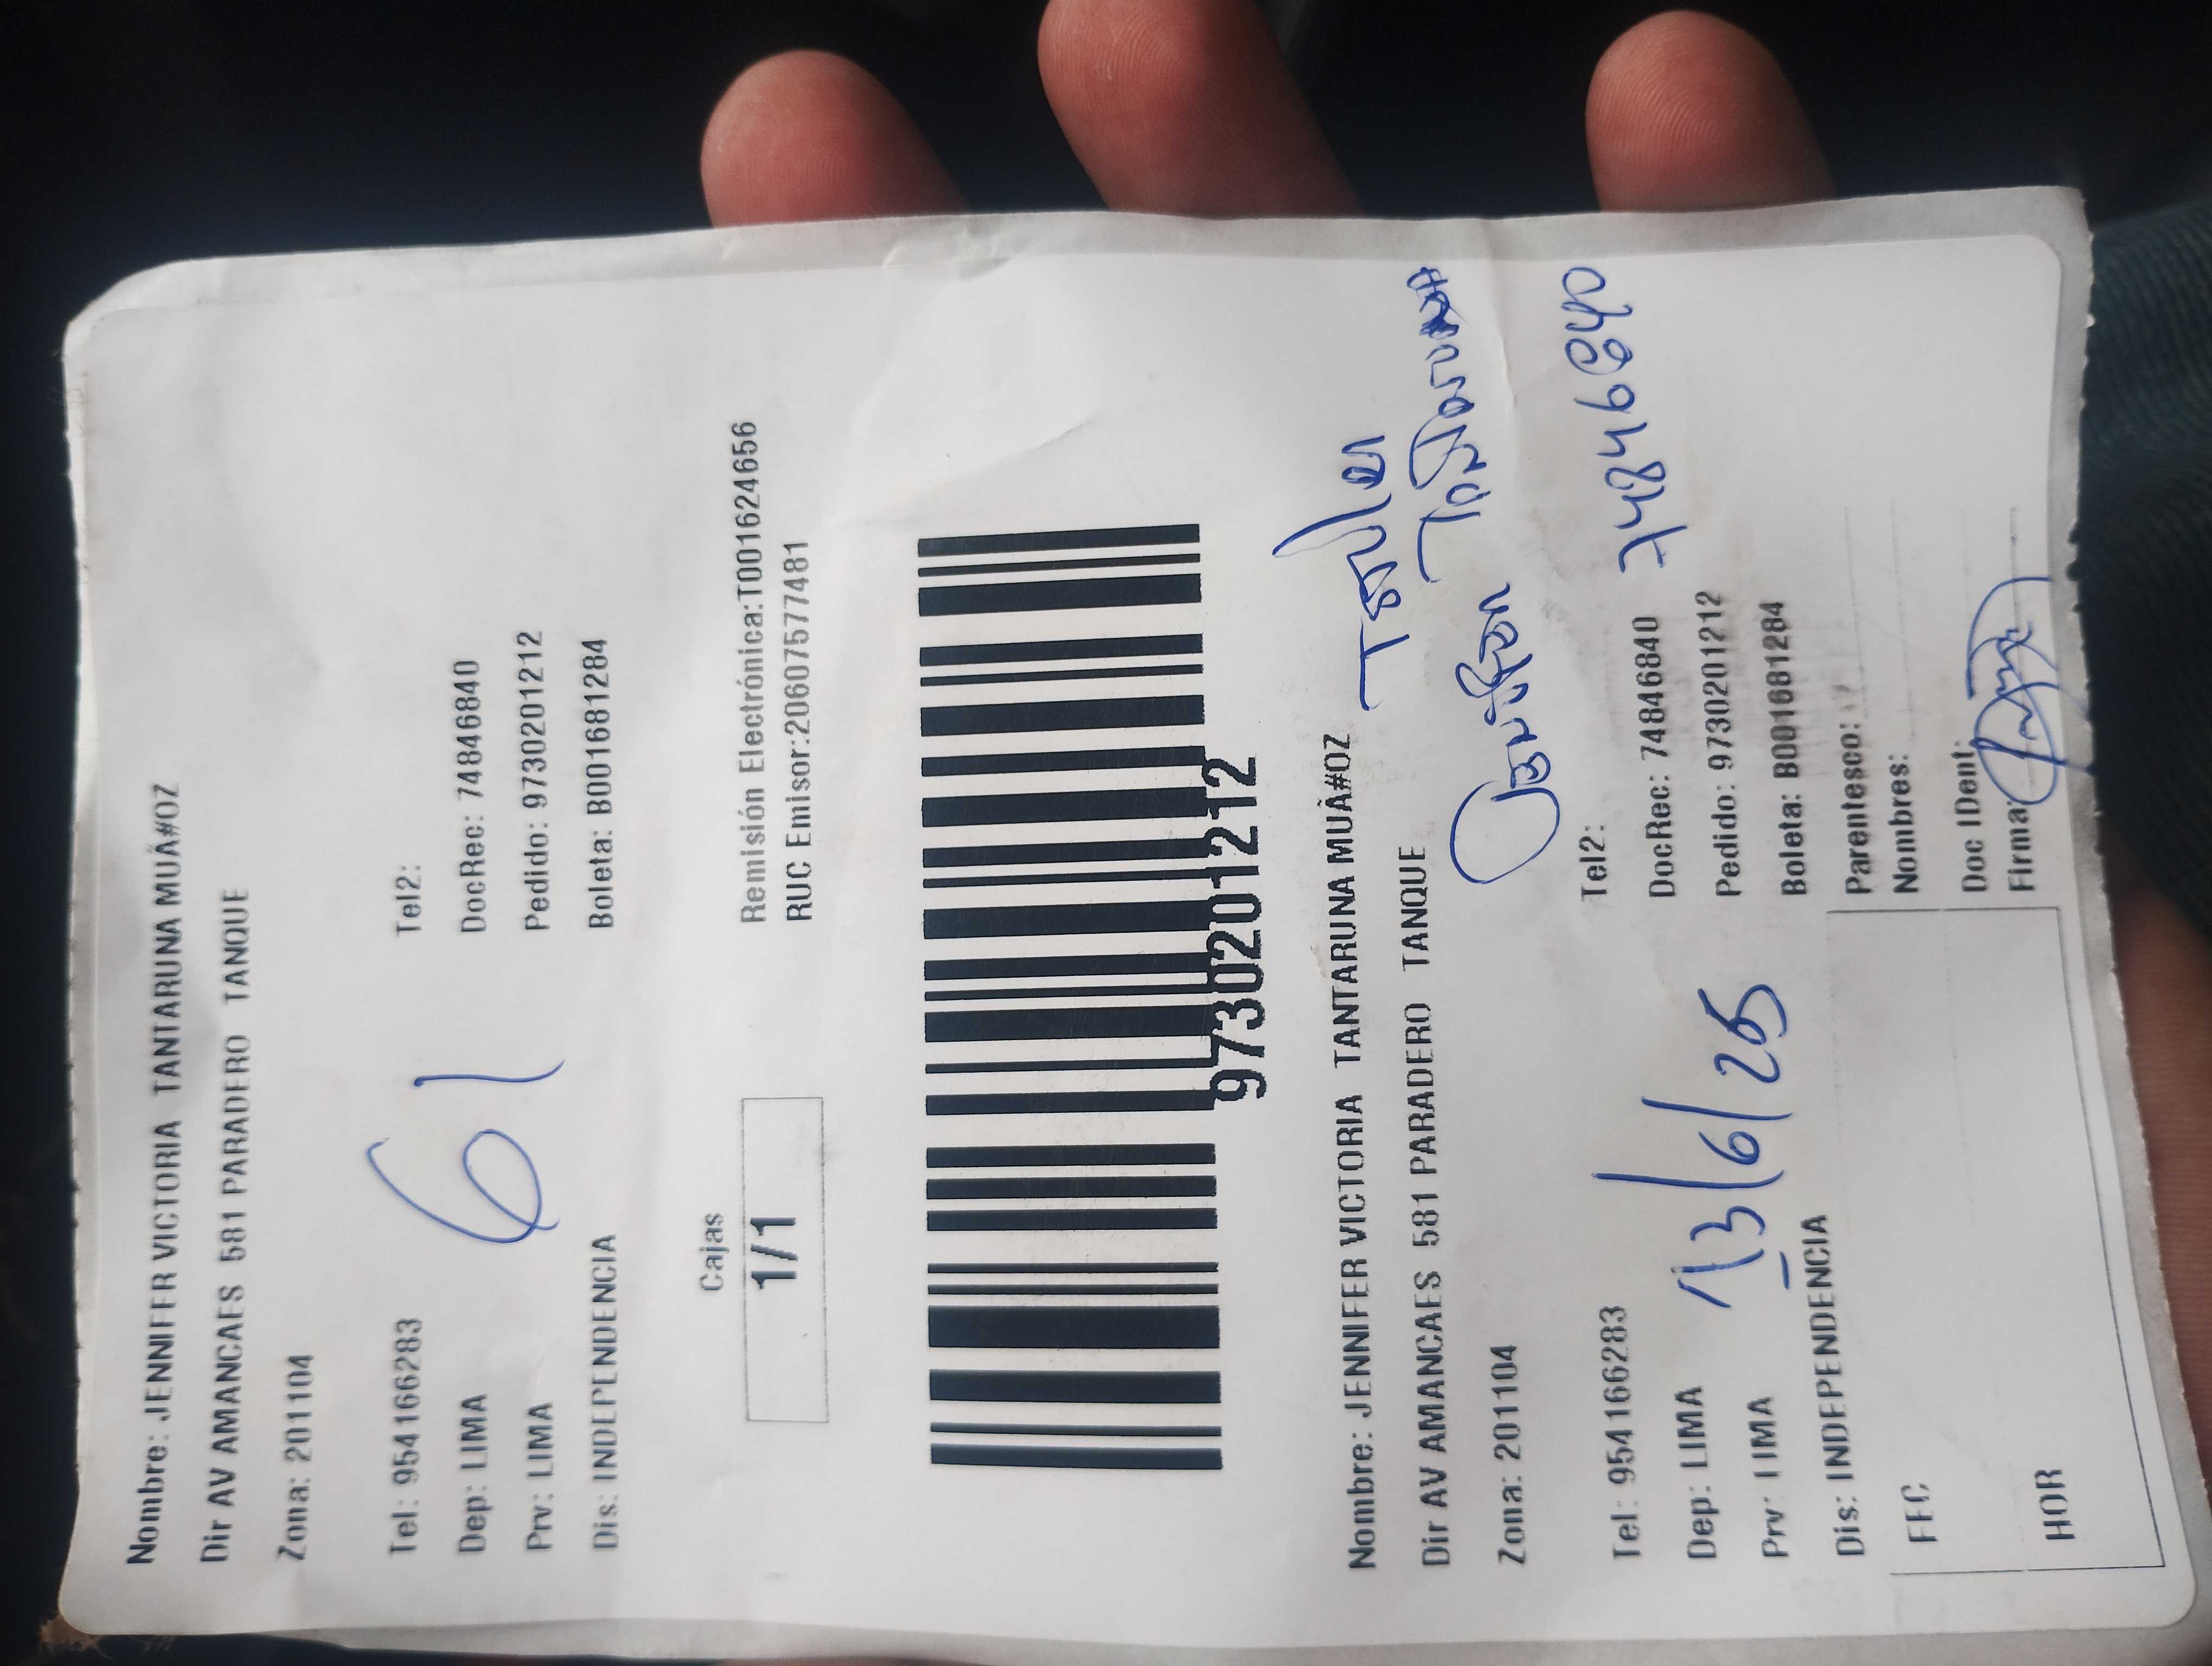 Nombre: JENNIFER VICTORIA TANTARUNA MUÃ#OZ
Dir AV AMANCAES 581 PARADERO TANQUE
Zona: 201104
Tel: 954166283 Tel2:
Dep: LIMA DocRec: 74846840
Prv: LIMA Pedido: 9730201212
Dis: INDEPENDENCIA Boleta: B001681284
61
Cajas
1/1
Remisión Electrónica:T001624656
RUC Emisor:20607577481
9730201212
Nombre: JENNIFER VICTORIA TANTARUNA MUÃ#OZ
Dir AV AMANCAES 581 PARADERO TANQUE
Zona: 201104
Jennifer
74846840
Tel: 954166283 Tel2:
Dep: LIMA DocRec: 74846840
Prv: LIMA Pedido: 9730201212
Dis: INDEPENDENCIA Boleta: B001681284
13/6/25
Parentesco:
Nombres:
FEC
Doc IDent:
Firma:
HOR